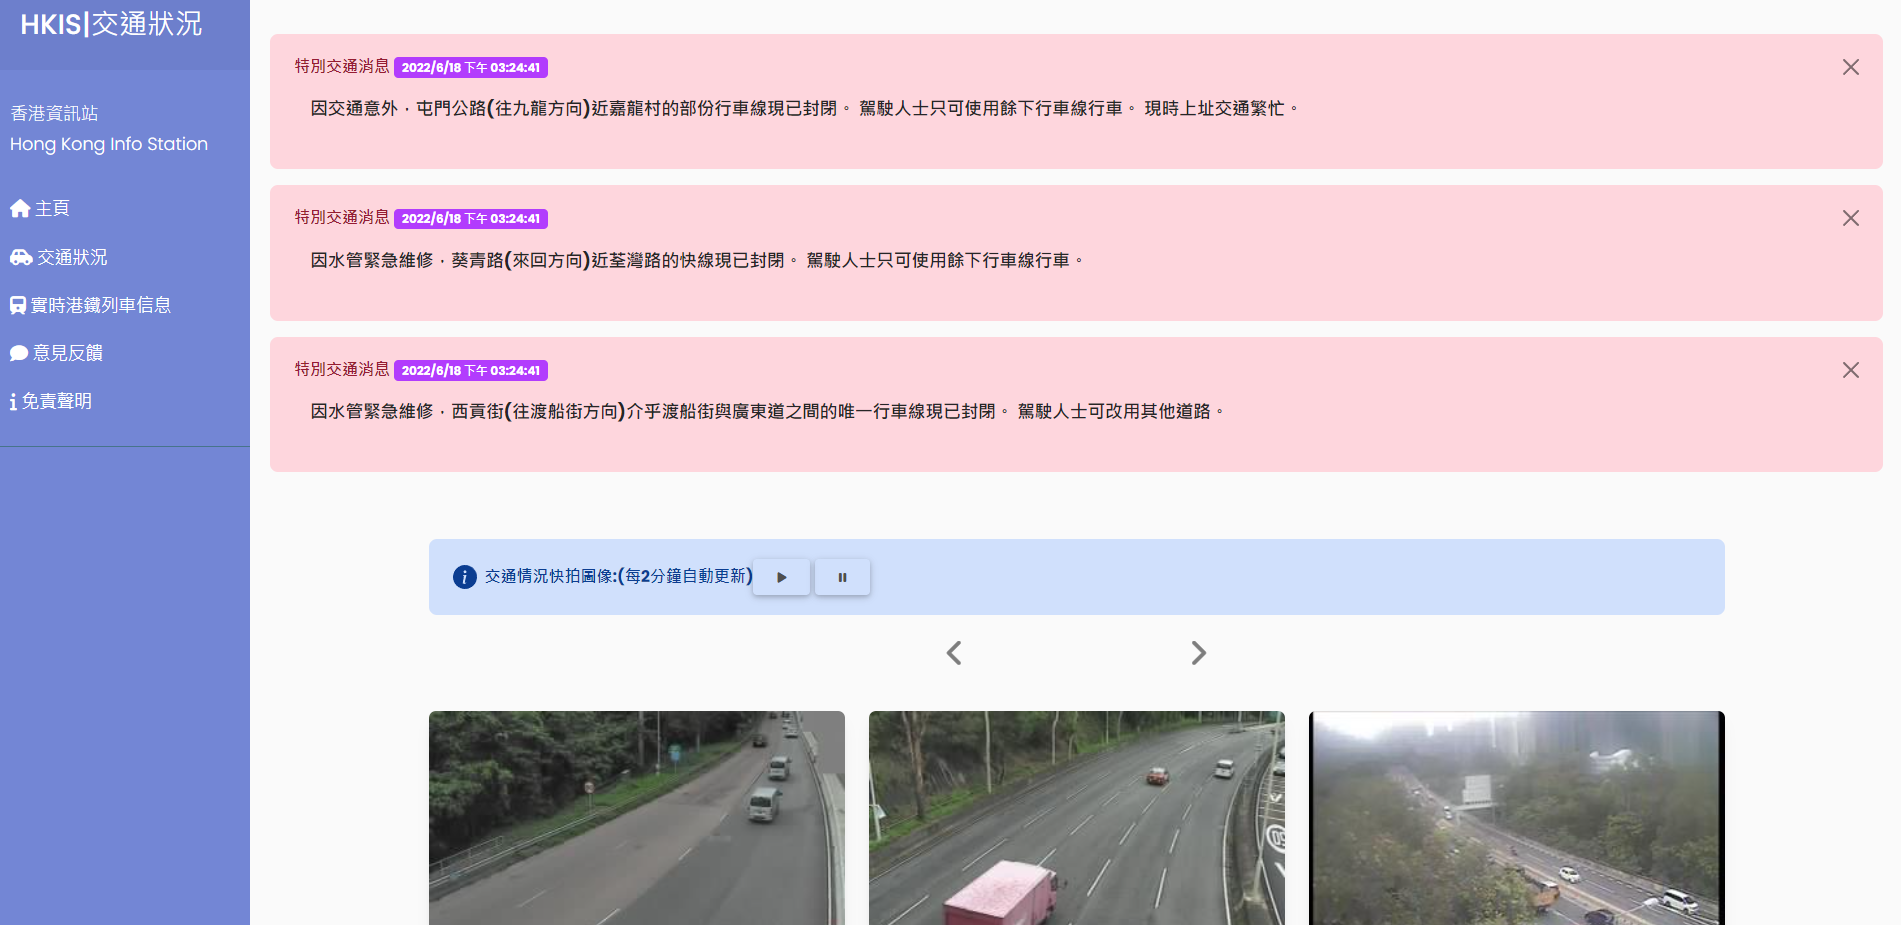 HKIS|交通狀況
香港資訊站
Hong Kong Info Station
主頁
交通狀況
實時港鐵列車信息
意見反饋
免責聲明
特別交通消息 2022/6/18 下午 03:24:41
因交通意外，屯門公路(往九龍方向)近嘉龍村的部份行車線現已封閉。 駕駛人士只可使用餘下行車線行車。 現時上址交通繁忙。
特別交通消息 2022/6/18 下午 03:24:41
因水管緊急維修，葵青路(來回方向)近荃灣路的快線現已封閉。 駕駛人士只可使用餘下行車線行車。
特別交通消息 2022/6/18 下午 03:24:41
因水管緊急維修，西貢街(往渡船街方向)介乎渡船街與廣東道之間的唯一行車線現已封閉。 駕駛人士可改用其他道路。
交通情況快拍圖像:(每2分鐘自動更新)